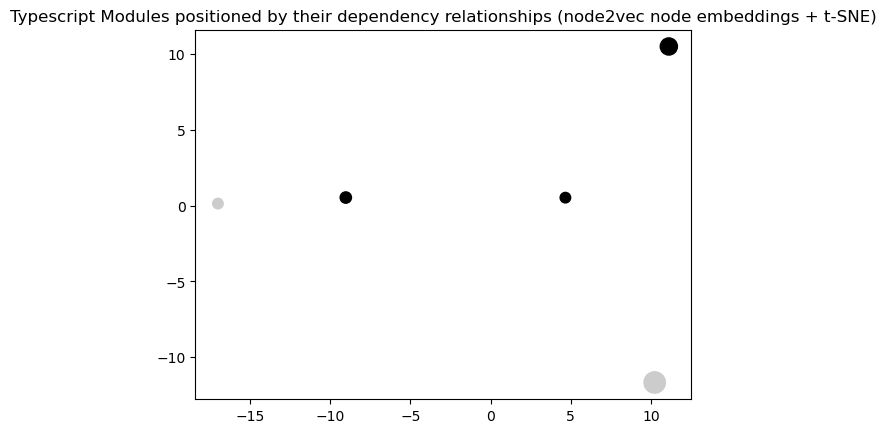 Typescript Modules positioned by their dependency relationships (node2vec node embeddings + t-SNE)
10
5
0
−5
−10
−15 −10 −5 0 5 10